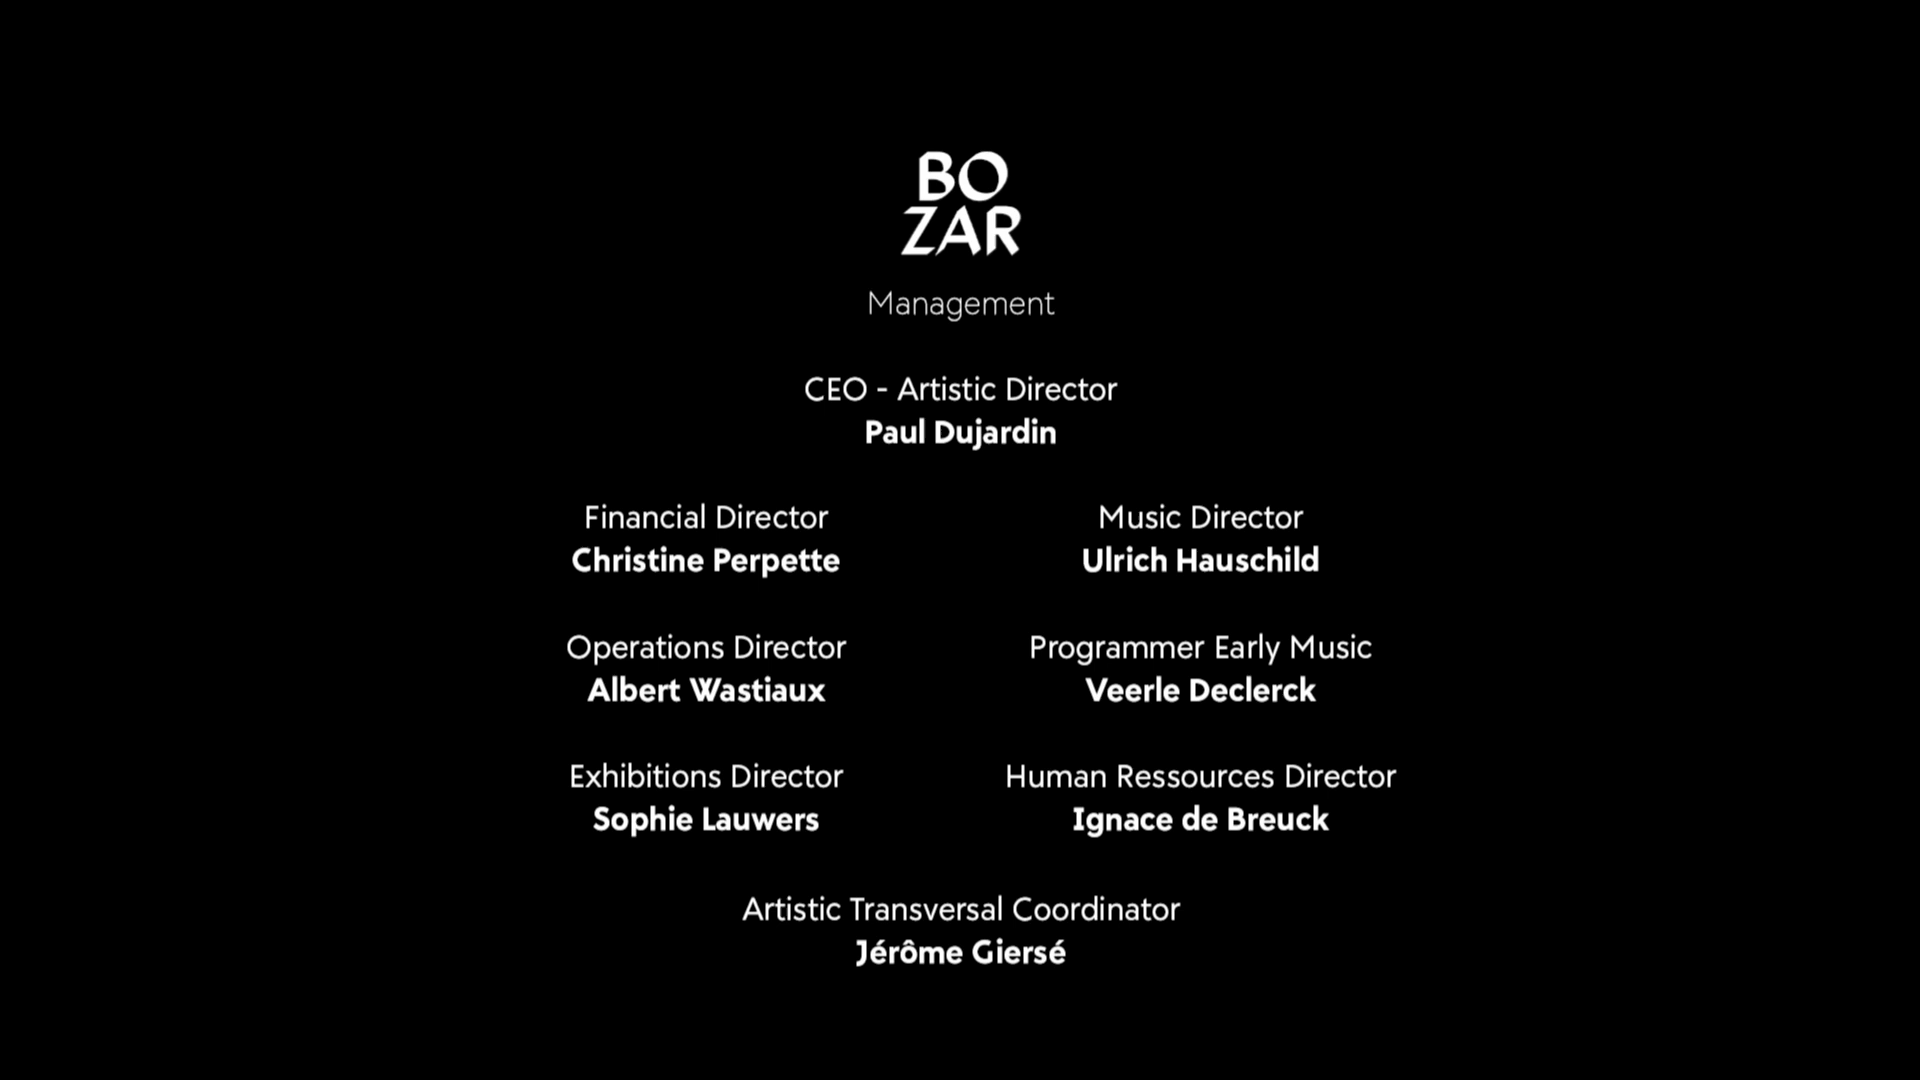 BO
ZAR
Management
CEO - Artistic Director
Paul Dujardin
Financial Director
Christine Perpette
Music Director
Ulrich Hauschild
Operations Director
Albert Wastiaux
Programmer Early Music
Veerle Declerck
Exhibitions Director
Sophie Lauwers
Human Ressources Director
Ignace de Breuck
Artistic Transversal Coordinator
Jérôme Giersé